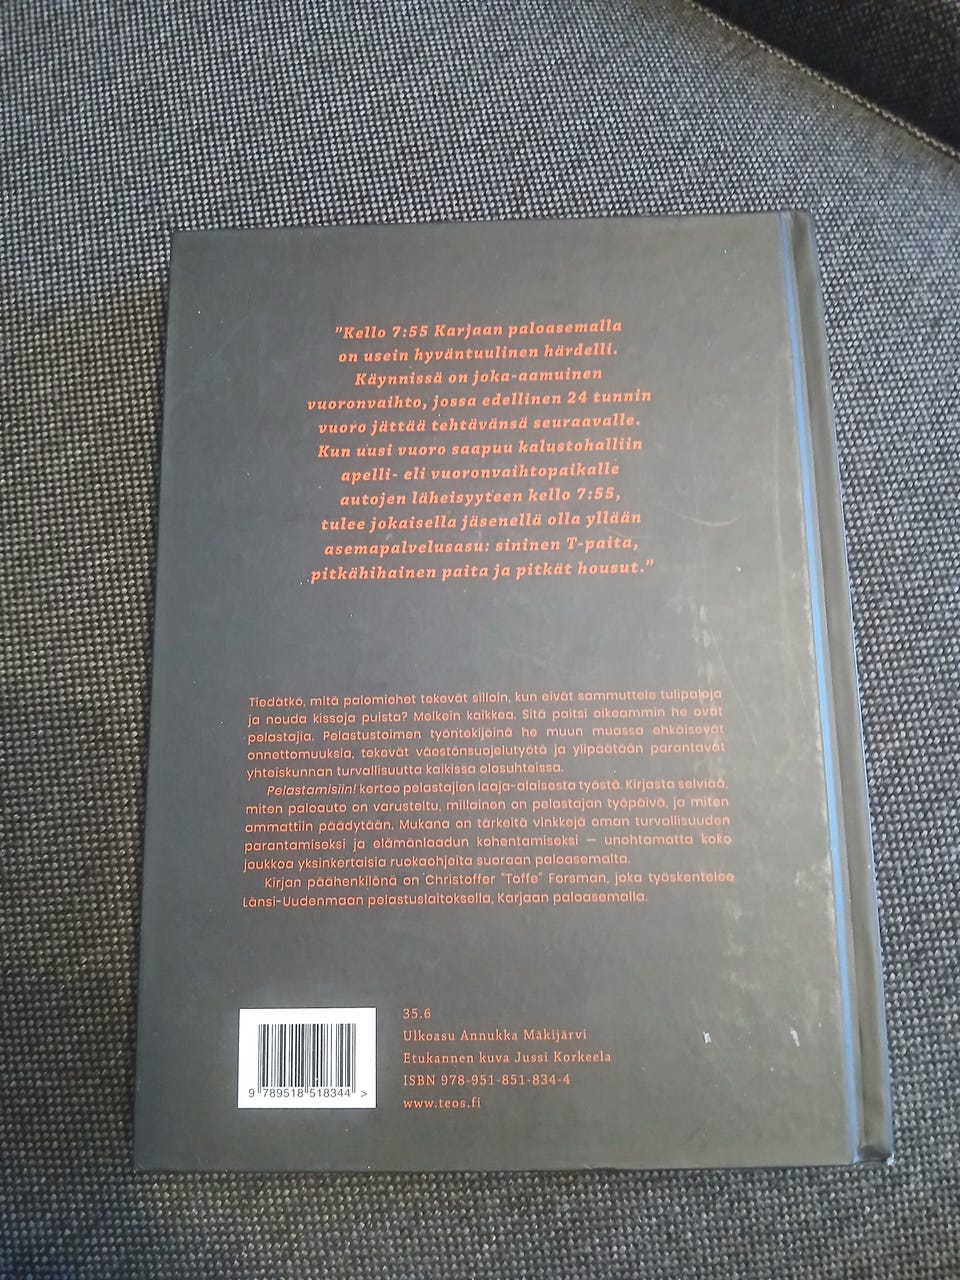 ”Kello 7:55 Karjaan paloasemalla
on usein hyväntuulinen härdelli.
Käynnissä on joka-aamuinen
vuoronvaihto, jossa edellinen 24 tunnin
vuoro jättää tehtävänsä seuraavalle.
Kun uusi vuoro saapuu kalustohalliin
apelli- eli vuoronvaihtopaikalle
autojen läheisyyteen kello 7:55,
tulee jokaisella jäsenellä olla yllään
asemapalvelusasu: sininen T-paita,
pitkähihainen paita ja pitkät housut.”
Tiedätkö, mitä palomiehet tekevät silloin, kun eivät sammuttele tulipaloja
ja nouda kissoja puista? Melkein kaikkea. Sitä paitsi oikeammin he ovat
pelastajia. Pelastustoimen työntekijöinä he muun muassa ehkäisevät
onnettomuuksia, tekevät väestönsuojelutyötä ja ylipäätään parantavat
yhteiskunnan turvallisuutta kaikissa olosuhteissa.
Pelastamisiin! kertoo pelastajien laaja-alaisesta työstä. Kirjasta selviää,
miten paloauto on varusteltu, millainen on pelastajan työpäivä, ja miten
ammattiin päädytään. Mukana on tärkeitä vinkkejä oman turvallisuuden
parantamiseksi ja elämänlaadun kohentamiseksi – unohtamatta koko
joukkoa yksinkertaisia ruokaohjeita suoraan paloasemalta.
Kirjan päähenkilönä on Christoffer "Toffe" Forsman, joka työskentelee
Länsi-Uudenmaan pelastuslaitoksella, Karjaan paloasemalla.
35.6
Ulkoasu Annukka Mäkijärvi
Etukannen kuva Jussi Korkeela
ISBN 978-951-851-834-4
www.teos.fi
9 789518 518344 >